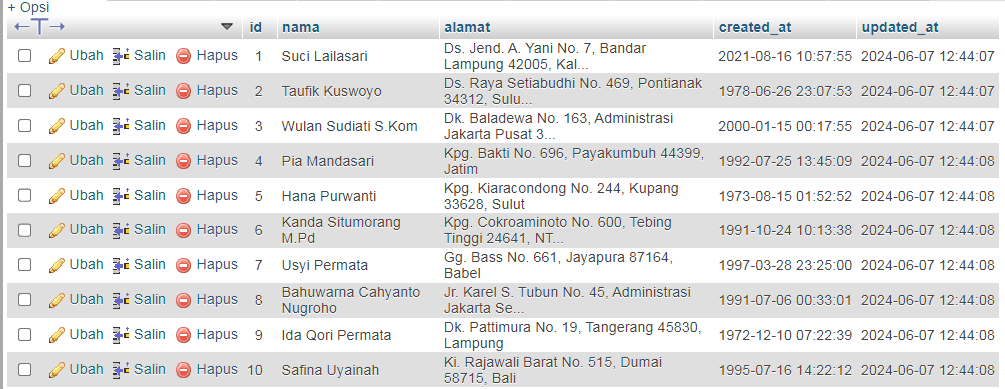 + Opsi
←T→ id nama alamat created_at updated_at
Ubah Salin Hapus 1 Suci Lailasari Ds. Jend. A. Yani No. 7, Bandar Lampung 42005, Kal... 2021-08-16 10:57:55 2024-06-07 12:44:07
Ubah Salin Hapus 2 Taufik Kuswoyo Ds. Raya Setiabudhi No. 469, Pontianak 34312, Sulu... 1978-06-26 23:07:53 2024-06-07 12:44:07
Ubah Salin Hapus 3 Wulan Sudiati S.Kom Dk. Baladewa No. 163, Administrasi Jakarta Pusat 3... 2000-01-15 00:17:55 2024-06-07 12:44:07
Ubah Salin Hapus 4 Pia Mandasari Kpg. Bakti No. 696, Payakumbuh 44399, Jatim 1992-07-25 13:45:09 2024-06-07 12:44:08
Ubah Salin Hapus 5 Hana Purwanti Kpg. Kiaracondong No. 244, Kupang 33628, Sulut 1973-08-15 01:52:52 2024-06-07 12:44:08
Ubah Salin Hapus 6 Kanda Situmorang M.Pd Kpg. Cokroaminoto No. 600, Tebing Tinggi 24641, NT... 1991-10-24 10:13:38 2024-06-07 12:44:08
Ubah Salin Hapus 7 Usyi Permata Gg. Bass No. 661, Jayapura 87164, Babel 1997-03-28 23:25:00 2024-06-07 12:44:08
Ubah Salin Hapus 8 Bahuwarna Cahyanto Nugroho Jr. Karel S. Tubun No. 45, Administrasi Jakarta Se... 1991-07-06 00:33:01 2024-06-07 12:44:08
Ubah Salin Hapus 9 Ida Qori Permata Dk. Pattimura No. 19, Tangerang 45830, Lampung 1972-12-10 07:22:39 2024-06-07 12:44:08
Ubah Salin Hapus 10 Safina Uyainah Ki. Rajawali Barat No. 515, Dumai 58715, Bali 1995-07-16 14:22:12 2024-06-07 12:44:08